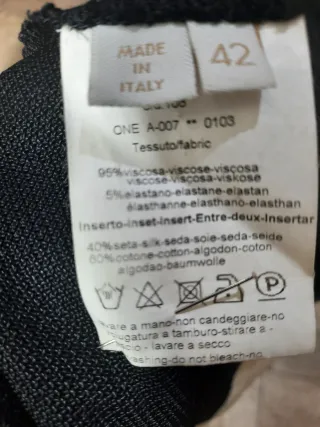 MADE
IN
ITALY
42
ONE A-007 ** 0103
Tessuto/fabric
95%viscosa-viscose-viscosa
viscose-viscosa-viskose
5%elastano-elastane-elastan
élasthanne-elasthano-elasthan
Inserto-inset-Insert-Entre-deux-Insertar
40%seta-silk-seda-soie-seda-seide
60%cotone-cotton-algodon-coton
algodao-baumwolle
P
lavare a mano-non candeggiare-no
asciugatura a tamburo-stirare a -
-lavare a secco
washing-do not bleach-no